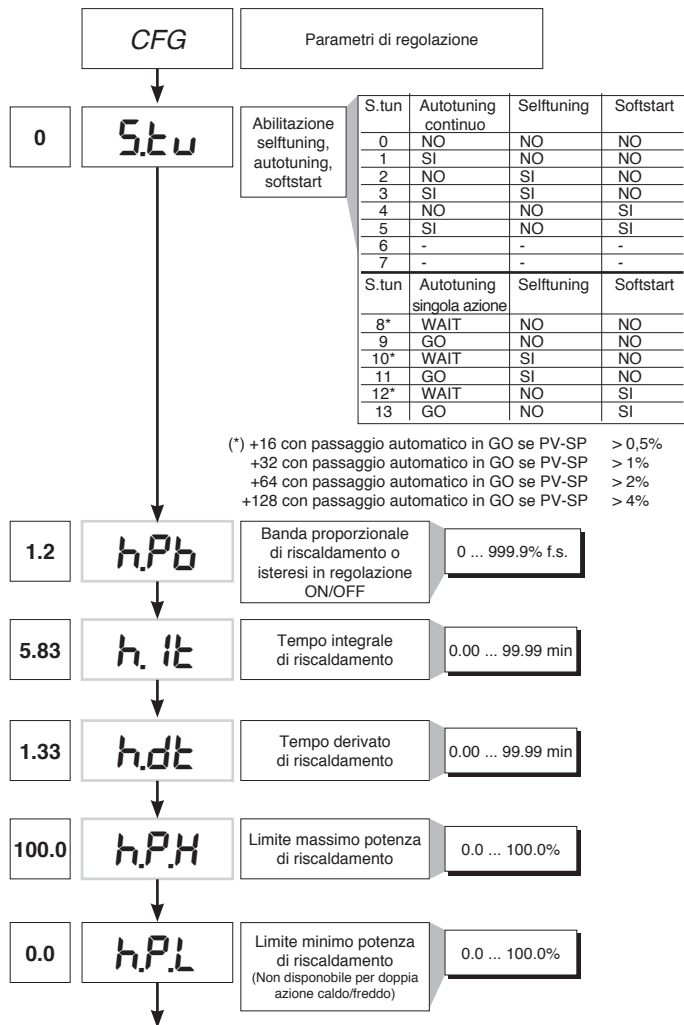 CFG
Parametri di regolazione
0
S.tu
Abilitazione
selftuning,
autotuning,
softstart
S.tun Autotuning continuo Selftuning Softstart
0 NO NO NO
1 SI NO NO
2 NO SI NO
3 SI SI NO
4 NO NO SI
5 SI NO SI
6 - - -
7 - - -
S.tun Autotuning singola azione Selftuning Softstart
8* WAIT NO NO
9 GO NO NO
10* WAIT SI NO
11 GO SI NO
12* WAIT NO SI
13 GO NO SI
(*) +16 con passaggio automatico in GO se PV-SP > 0,5%
+32 con passaggio automatico in GO se PV-SP > 1%
+64 con passaggio automatico in GO se PV-SP > 2%
+128 con passaggio automatico in GO se PV-SP > 4%
1.2
h.Pb
Banda proporzionale
di riscaldamento o
isteresi in regolazione
ON/OFF
0 ... 999.9% f.s.
5.83
h.It
Tempo integrale
di riscaldamento
0.00 ... 99.99 min
1.33
h.dt
Tempo derivato
di riscaldamento
0.00 ... 99.99 min
100.0
h.P.H
Limite massimo potenza
di riscaldamento
0.0 ... 100.0%
0.0
h.P.L
Limite minimo potenza
di riscaldamento
(Non disponobile per doppia
azione caldo/freddo)
0.0 ... 100.0%